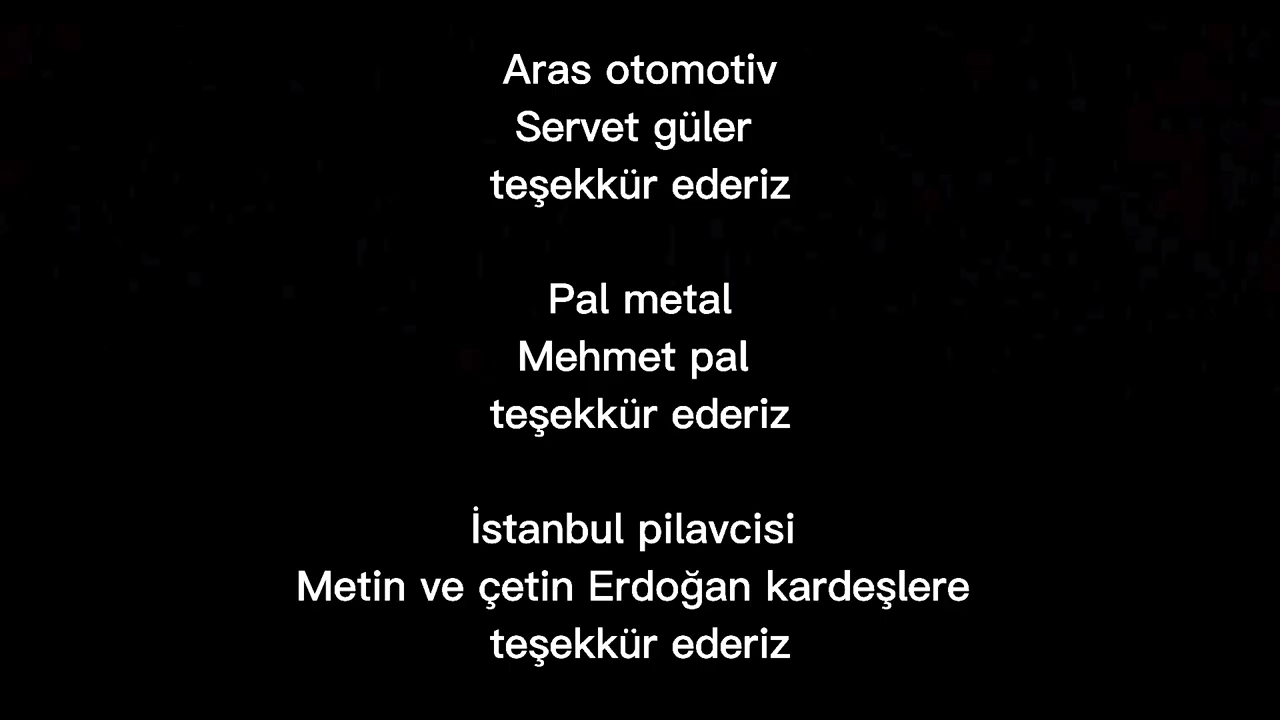 Aras otomotiv
Servet güler
teşekkür ederiz
Pal metal
Mehmet pal
teşekkür ederiz
İstanbul pilavcisi
Metin ve çetin Erdoğan kardeşlere
teşekkür ederiz